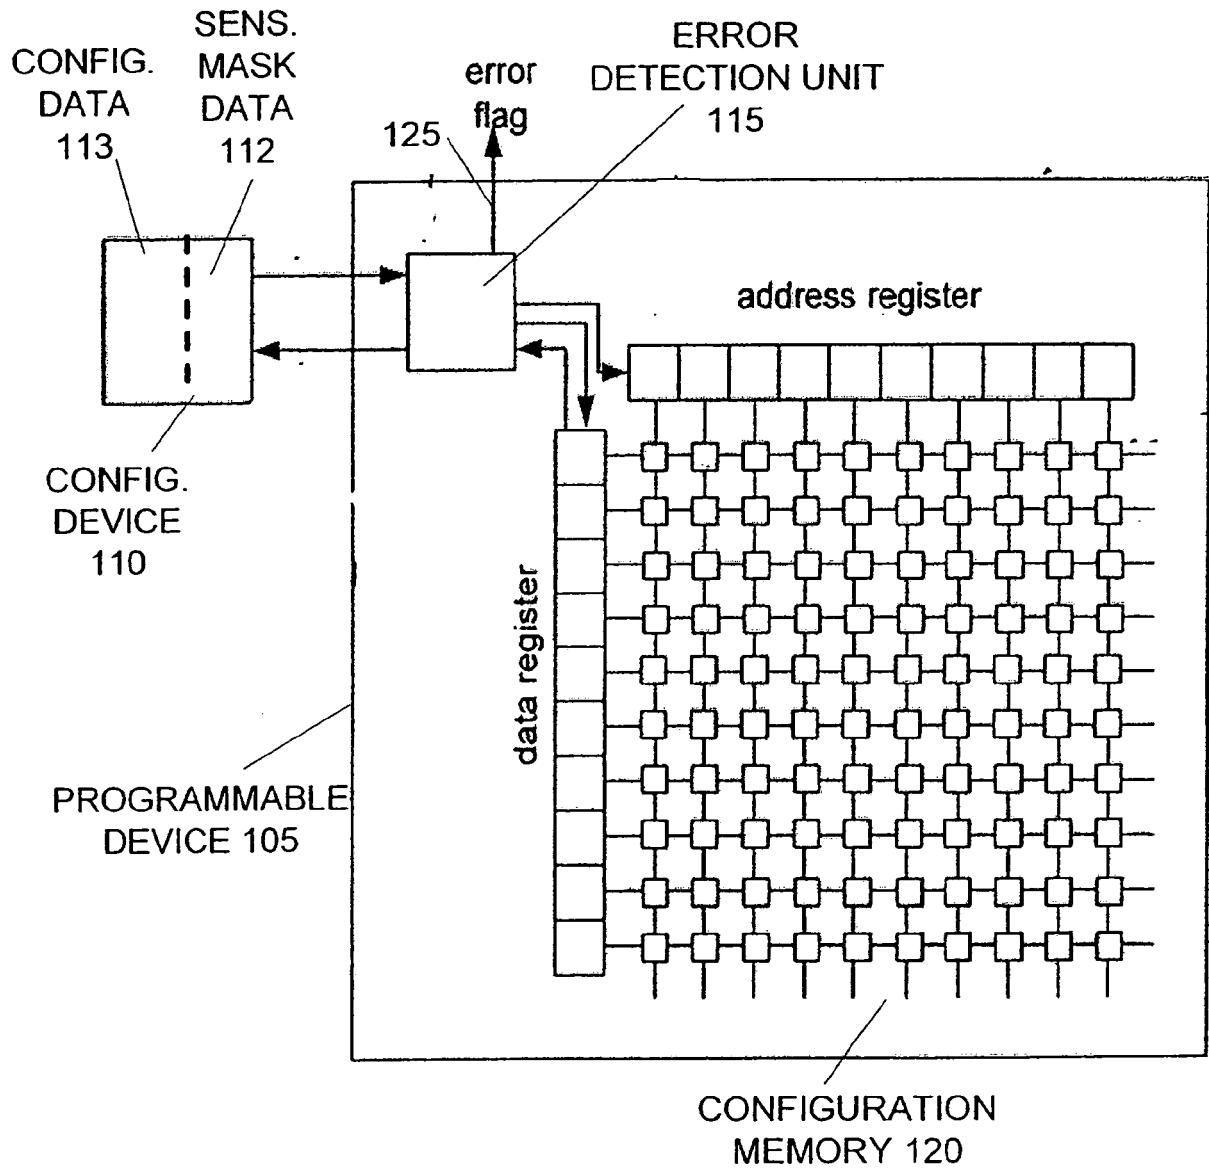 CONFIG.
DATA
113
SENS.
MASK
DATA
112
error
flag
125
ERROR
DETECTION UNIT
115
address register
CONFIG.
DEVICE
110
data register
PROGRAMMABLE
DEVICE 105
CONFIGURATION
MEMORY 120